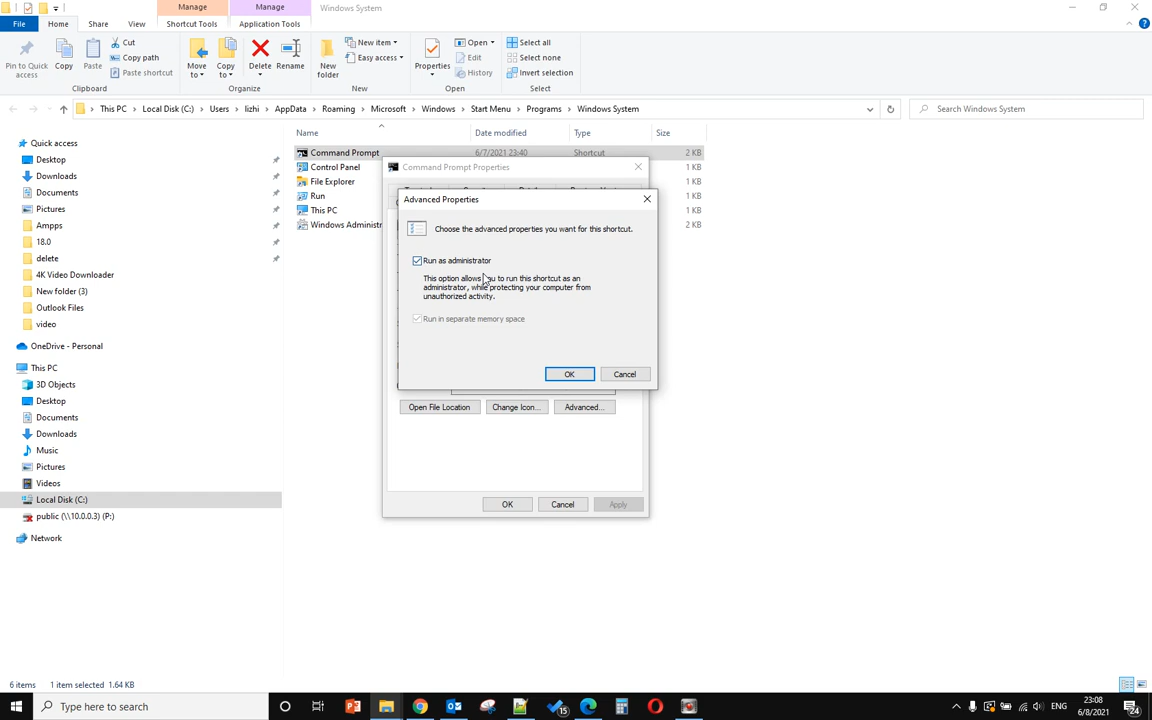 Manage
Manage
Windows System
File
Home
Share
View
Shortcut Tools
Application Tools
Pin to Quick access
Copy
Paste
Cut
Copy path
Paste shortcut
Clipboard
Move to
Copy to
Delete
Rename
Organize
New folder
New item
Easy access
New
Properties
Open
Edit
History
Open
Select all
Select none
Invert selection
Select
This PC
Local Disk (C:)
Users
lizhi
AppData
Roaming
Microsoft
Windows
Start Menu
Programs
Windows System
Search Windows System
Name
Date modified
Type
Size
Quick access
Desktop
Downloads
Documents
Pictures
Ampps
18.0
delete
4K Video Downloader
New folder (3)
Outlook Files
video
OneDrive - Personal
This PC
3D Objects
Desktop
Documents
Downloads
Music
Pictures
Videos
Local Disk (C:)
public (\\10.0.0.3) (P:)
Network
Command Prompt
6/7/2021 23:40
Shortcut
2 KB
Control Panel
1 KB
File Explorer
1 KB
Run
1 KB
This PC
1 KB
Windows Administr
2 KB
Command Prompt Properties
Advanced Properties
Choose the advanced properties you want for this shortcut.
Run as administrator
This option allows you to run this shortcut as an
administrator, while protecting your computer from
unauthorized activity.
Run in separate memory space
OK
Cancel
Open File Location
Change Icon...
Advanced...
OK
Cancel
Apply
6 items
1 item selected 1.64 KB
Type here to search
15
ENG
23:08
6/8/2021
24